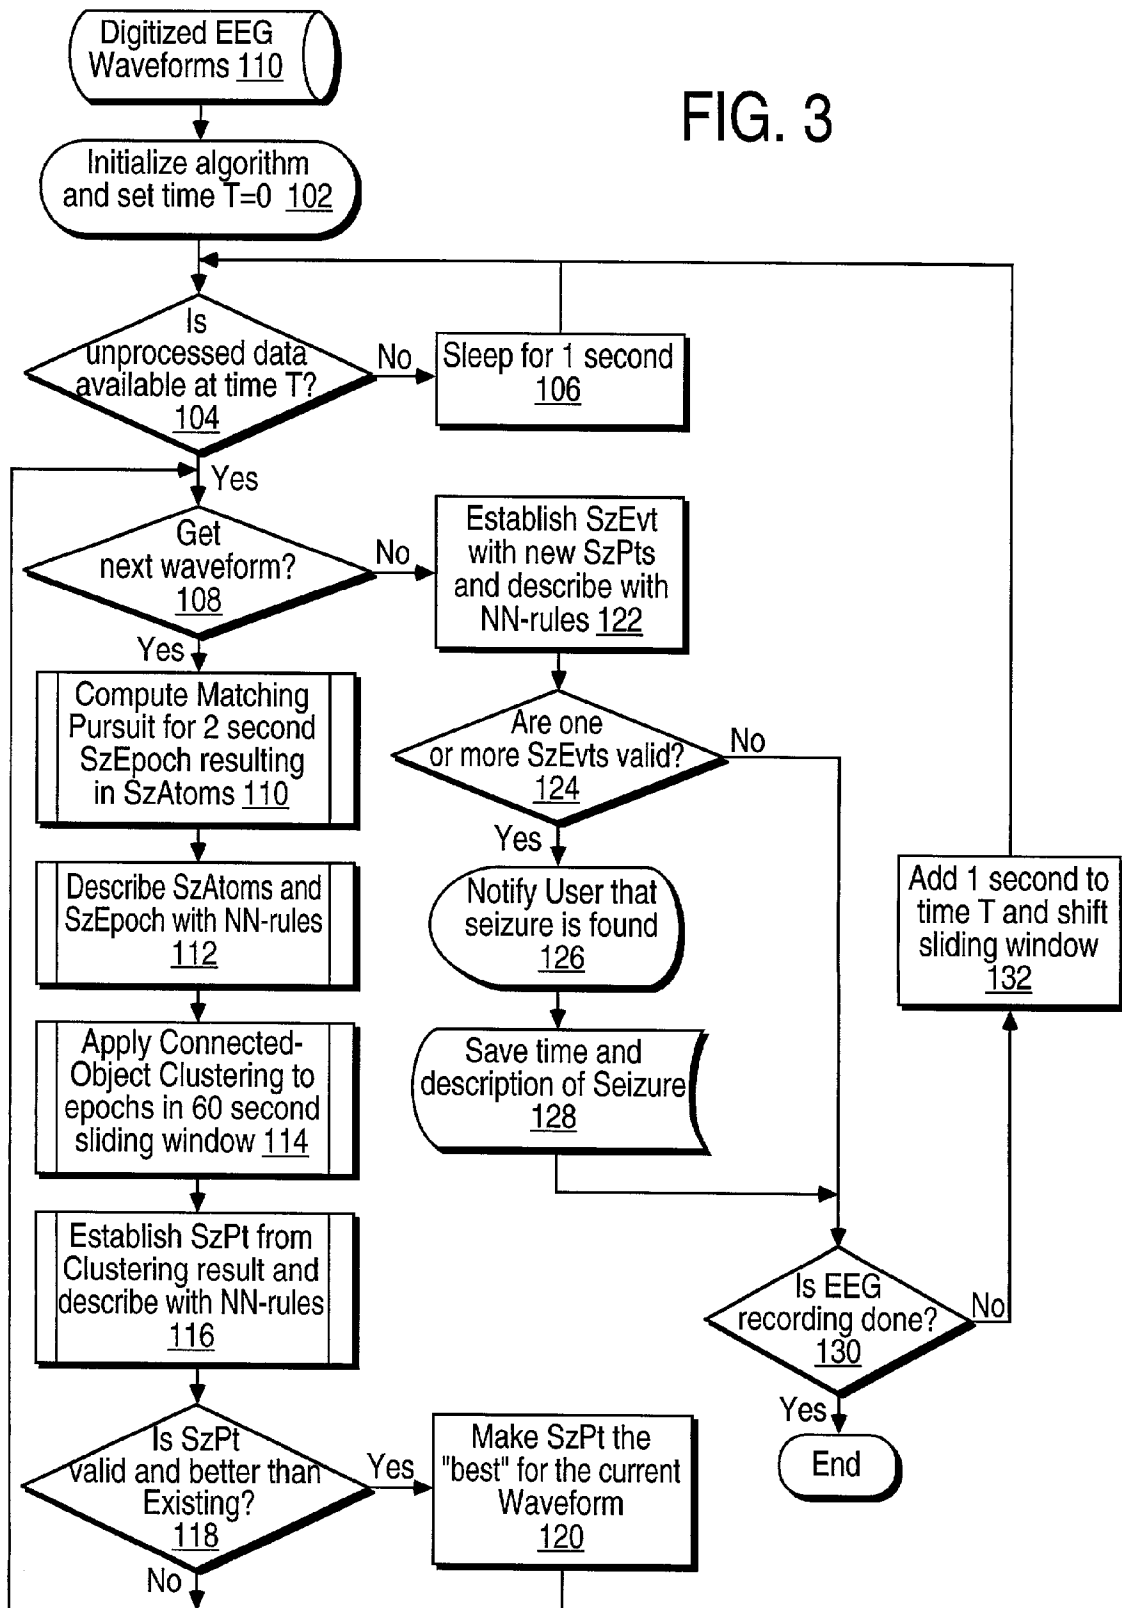 Digitized EEG
Waveforms 110
FIG. 3
Initialize algorithm
and set time T=0 102
Is
unprocessed data
available at time T?
104
No
Sleep for 1 second
106
Yes
Get
next waveform?
108
No
Establish SzEvt
with new SzPts
and describe with
NN-rules 122
Yes
Compute Matching
Pursuit for 2 second
SzEpoch resulting
in SzAtoms 110
Are one
or more SzEvts valid?
124
No
Yes
Describe SzAtoms and
SzEpoch with NN-rules
112
Notify User that
seizure is found
126
Add 1 second to
time T and shift
sliding window
132
Apply Connected-
Object Clustering to
epochs in 60 second
sliding window 114
Save time and
description of Seizure
128
Establish SzPt from
Clustering result and
describe with NN-rules
116
Is EEG
recording done?
130
No
Yes
End
Is SzPt
valid and better than
Existing?
118
Yes
Make SzPt the
"best" for the current
Waveform
120
No